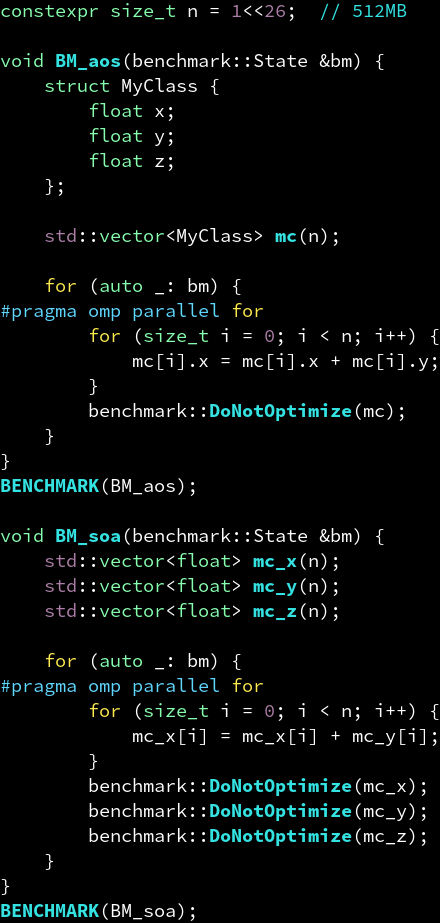 constexpr size_t n = 1<<26;  // 512MB

void BM_aos(benchmark::State &bm) {
    struct MyClass {
        float x;
        float y;
        float z;
    };

    std::vector<MyClass> mc(n);

    for (auto _: bm) {
#pragma omp parallel for
        for (size_t i = 0; i < n; i++) {
            mc[i].x = mc[i].x + mc[i].y;
        }
        benchmark::DoNotOptimize(mc);
    }
}
BENCHMARK(BM_aos);

void BM_soa(benchmark::State &bm) {
    std::vector<float> mc_x(n);
    std::vector<float> mc_y(n);
    std::vector<float> mc_z(n);

    for (auto _: bm) {
#pragma omp parallel for
        for (size_t i = 0; i < n; i++) {
            mc_x[i] = mc_x[i] + mc_y[i];
        }
        benchmark::DoNotOptimize(mc_x);
        benchmark::DoNotOptimize(mc_y);
        benchmark::DoNotOptimize(mc_z);
    }
}
BENCHMARK(BM_soa);